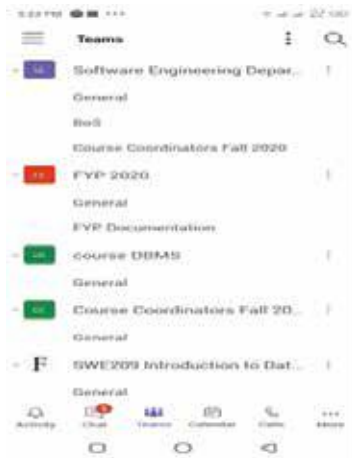 Teams
Software Engineering Depar...
General
BoS
Course Coordinators Fall 2020
FYP 2020
General
FYP Documentation
course DBMS
General
Course Coordinators Fall 20...
General
F SWE209 Introduction to Dat...
General
Activity Chat Teams Calendar Calls More